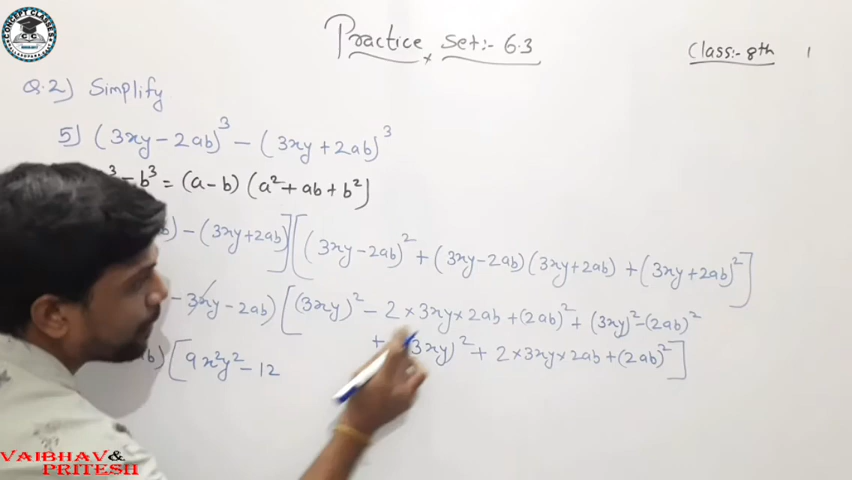 CONCEPT CLASSES
Practice Set:- 6.3
Class:- 8th
Q.2) Simplify
5) (3xy - 2ab)³ - (3xy + 2ab)³
³ - b³ = (a - b) (a² + ab + b²)
) - (3xy + 2ab)] [(3xy - 2ab)² + (3xy - 2ab) (3xy + 2ab) + (3xy + 2ab)²]
- 3xy - 2ab) [(3xy)² - 2 × 3xy × 2ab + (2ab)² + (3xy)² - (2ab)²
+ (3xy)² + 2 × 3xy × 2ab + (2ab)²]
b) [9x²y² - 12
VAIBHAV &
PRITESH